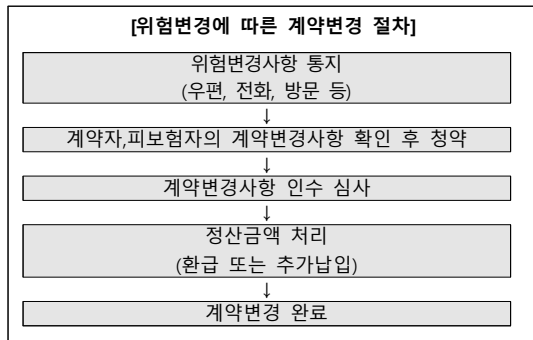 [위험변경에 따른 계약변경 절차]
위험변경사항 통지
(우편, 전화, 방문 등)
↓
계약자,피보험자의 계약변경사항 확인 후 청약
↓
계약변경사항 인수 심사
↓
정산금액 처리
(환급 또는 추가납입)
↓
계약변경 완료